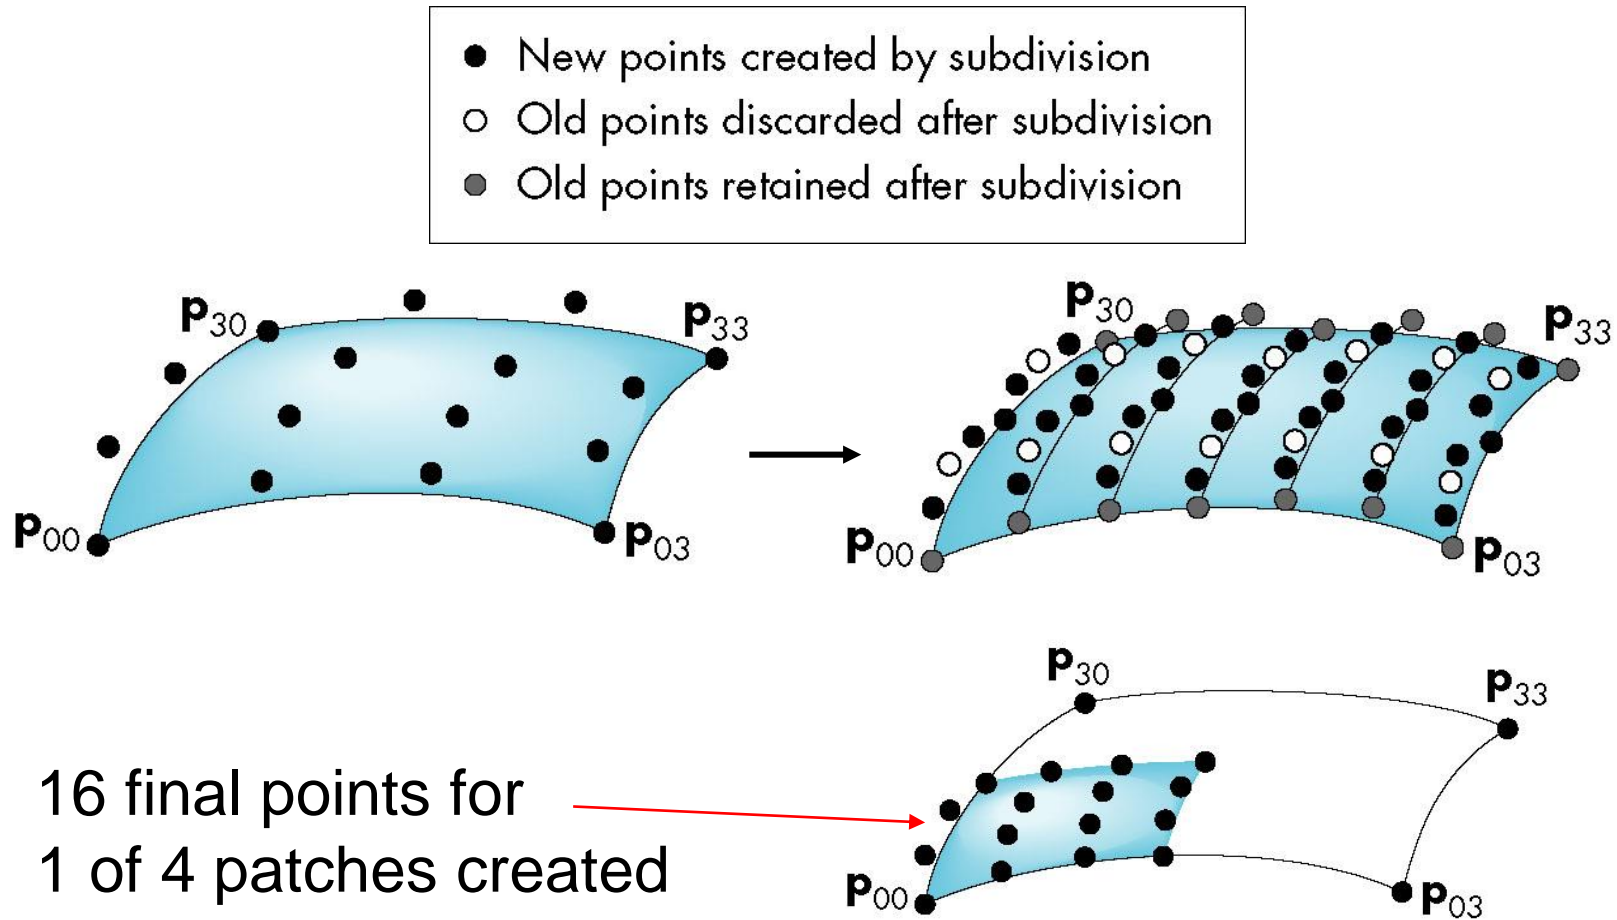 New points created by subdivision
Old points discarded after subdivision
Old points retained after subdivision
p30
p33
p00
p03
p30
p33
p00
p03
p30
p33
p00
p03
16 final points for
1 of 4 patches created